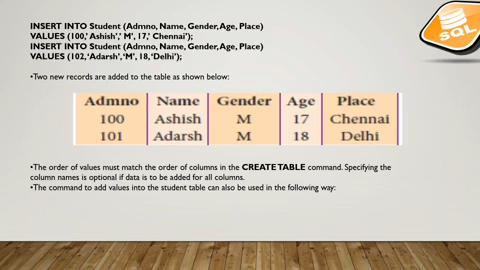 INSERT INTO Student (Admno, Name, Gender, Age, Place)
VALUES (100,’ Ashish’,’ M’, 17,’ Chennai’);
INSERT INTO Student (Admno, Name, Gender, Age, Place)
VALUES (102, ‘Adarsh’, ‘M’, 18, ‘Delhi’);
•Two new records are added to the table as shown below:
Admno Name Gender Age Place
100 Ashish M 17 Chennai
101 Adarsh M 18 Delhi
•The order of values must match the order of columns in the CREATE TABLE command. Specifying the
column names is optional if data is to be added for all columns.
•The command to add values into the student table can also be used in the following way:
SQL